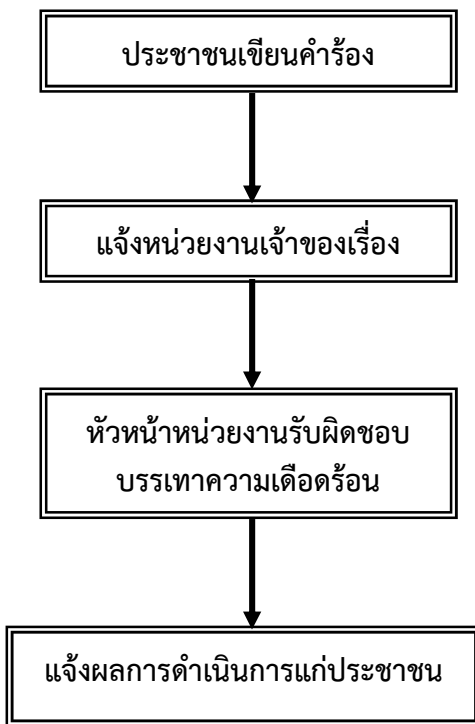 ประชาชนเขียนคำร้อง
แจ้งหน่วยงานเจ้าของเรื่อง
หัวหน้าหน่วยงานรับผิดชอบ
บรรเทาความเดือดร้อน
แจ้งผลการดำเนินการแก่ประชาชน